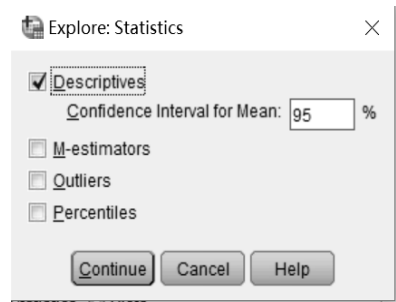 Explore: Statistics
Descriptives
Confidence Interval for Mean: 95 %
M-estimators
Outliers
Percentiles
Continue Cancel Help